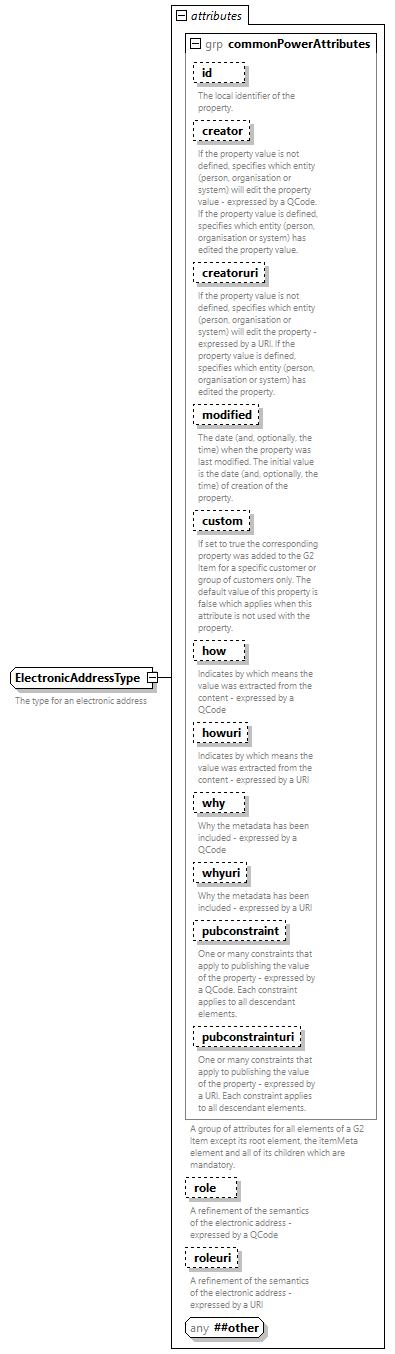 attributes
grp commonPowerAttributes
id
The local identifier of the
property.
creator
If the property value is not
defined, specifies which entity
(person, organisation or
system) will edit the property
value - expressed by a QCode.
If the property value is defined,
specifies which entity (person,
organisation or system) has
edited the property value.
creatoruri
If the property value is not
defined, specifies which entity
(person, organisation or
system) will edit the property -
expressed by a URI. If the
property value is defined,
specifies which entity (person,
organisation or system) has
edited the property.
modified
The date (and, optionally, the
time) when the property was
last modified. The initial value
is the date (and, optionally, the
time) of creation of the
property.
custom
If set to true the corresponding
property was added to the G2
Item for a specific customer or
group of customers only. The
default value of this property is
false which applies when this
attribute is not used with the
property.
how
Indicates by which means the
value was extracted from the
content - expressed by a
QCode
howuri
Indicates by which means the
value was extracted from the
content - expressed by a URI
why
Why the metadata has been
included - expressed by a
QCode
whyuri
Why the metadata has been
included - expressed by a URI
pubconstraint
One or many constraints that
apply to publishing the value
of the property - expressed by
a QCode. Each constraint
applies to all descendant
elements.
pubconstrainturi
One or many constraints that
apply to publishing the value
of the property - expressed by
a URI. Each constraint applies
to all descendant elements.
A group of attributes for all elements of a G2
Item except its root element, the itemMeta
element and all of its children which are
mandatory.
role
A refinement of the semantics
of the electronic address -
expressed by a QCode
roleuri
A refinement of the semantics
of the electronic address -
expressed by a URI
any ##other
ElectronicAddressType
The type for an electronic address